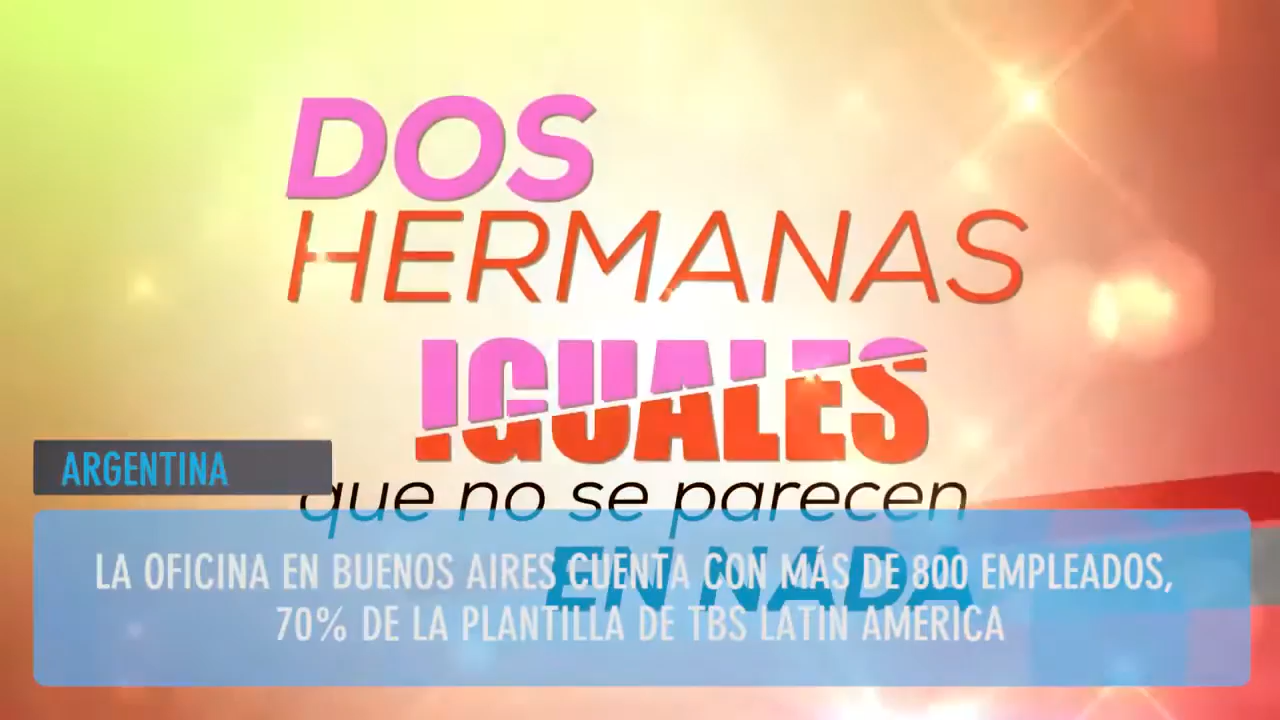 DOS
HERMANAS
IGUALES
que no se parecen
EN NADA
ARGENTINA
LA OFICINA EN BUENOS AIRES CUENTA CON MÁS DE 800 EMPLEADOS,
70% DE LA PLANTILLA DE TBS LATIN AMERICA